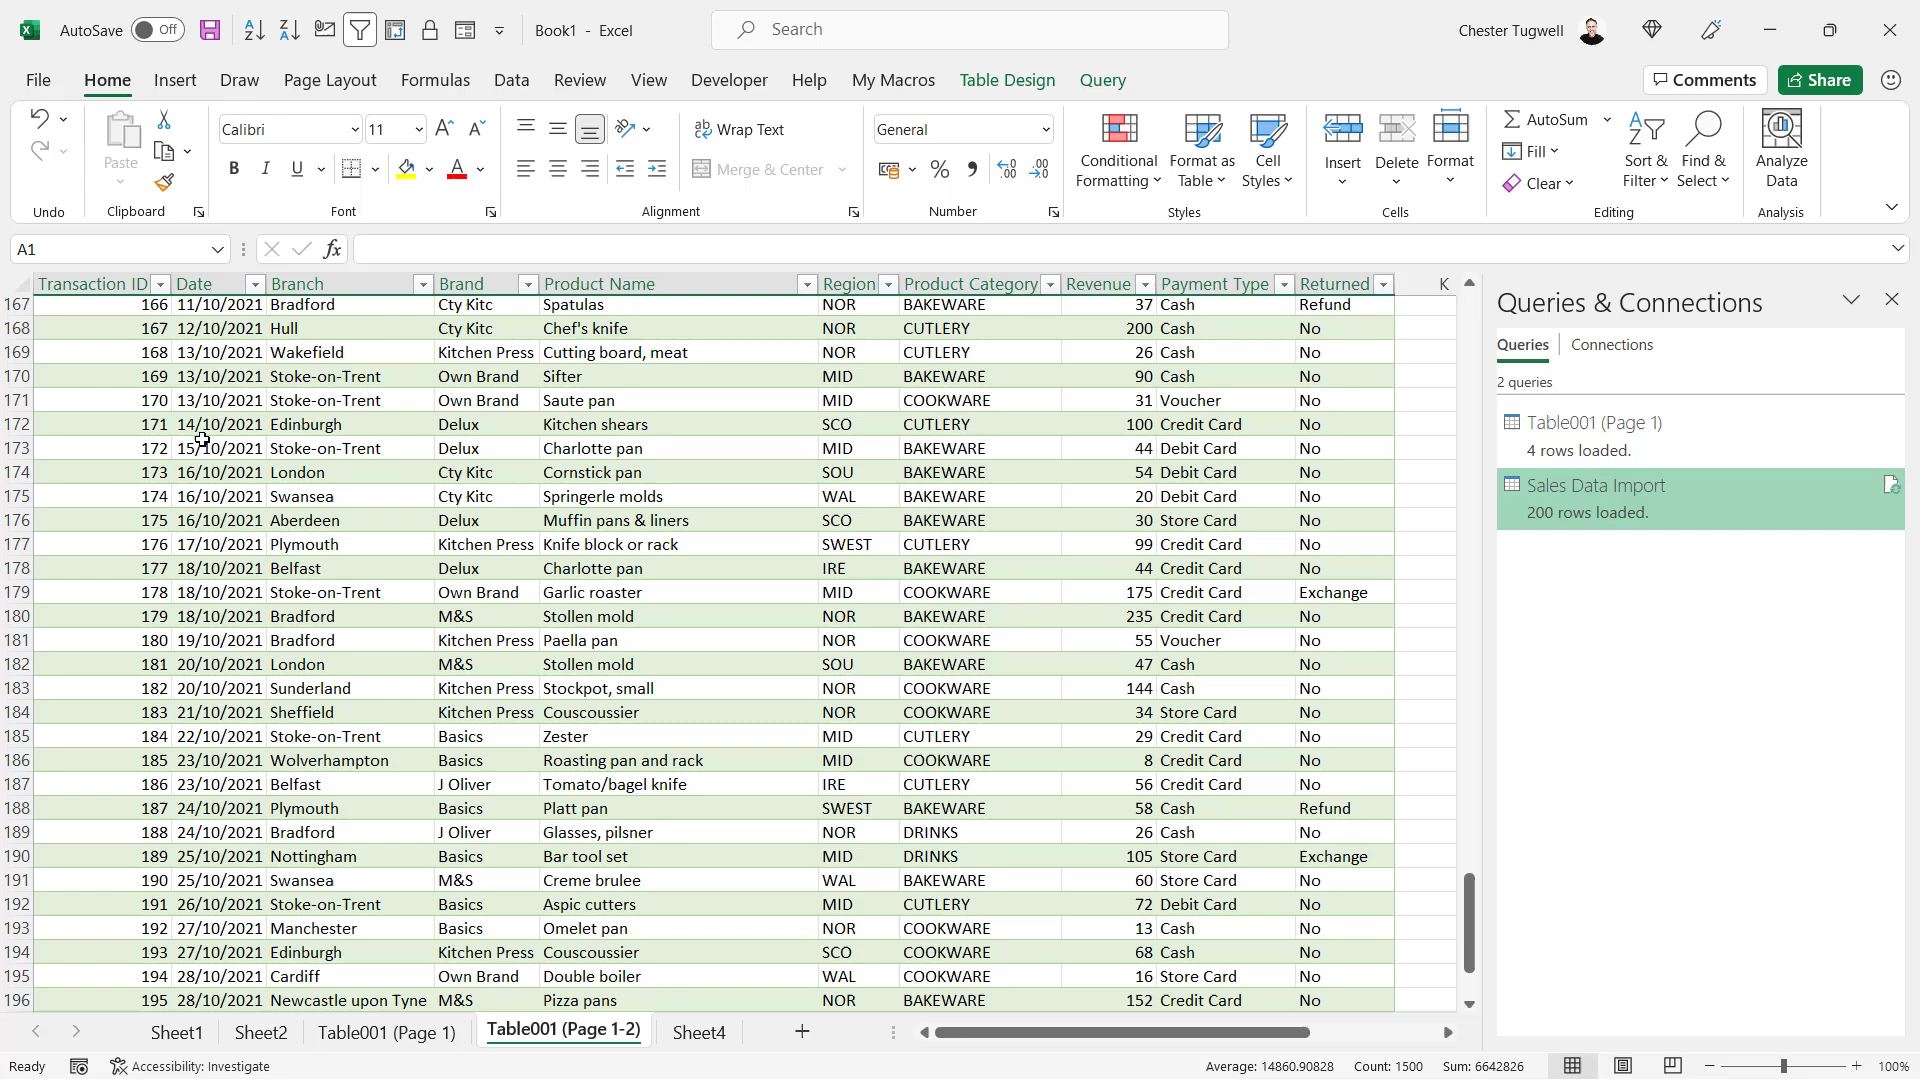 AutoSave Off Book1 - Excel Search Chester Tugwell
File Home Insert Draw Page Layout Formulas Data Review View Developer Help My Macros Table Design Query Comments Share
Paste Calibri 11 Wrap Text General Conditional Formatting Format as Table Cell Styles Insert Delete Format AutoSum Sort & Filter Find & Select Analyze Data
B I U Merge & Center % Fill
Clear
Undo Clipboard Font Alignment Number Styles Cells Editing Analysis
A1 fx
Transaction ID Date Branch Brand Product Name Region Product Category Revenue Payment Type Returned K
167 166 11/10/2021 Bradford Cty Kitc Spatulas NOR BAKEWARE 37 Cash Refund
168 167 12/10/2021 Hull Cty Kitc Chef's knife NOR CUTLERY 200 Cash No
169 168 13/10/2021 Wakefield Kitchen Press Cutting board, meat NOR CUTLERY 26 Cash No
170 169 13/10/2021 Stoke-on-Trent Own Brand Sifter MID BAKEWARE 90 Cash No
171 170 13/10/2021 Stoke-on-Trent Own Brand Saute pan MID COOKWARE 31 Voucher No
172 171 14/10/2021 Edinburgh Delux Kitchen shears SCO CUTLERY 100 Credit Card No
173 172 15/10/2021 Stoke-on-Trent Delux Charlotte pan MID BAKEWARE 44 Debit Card No
174 173 16/10/2021 London Cty Kitc Cornstick pan SOU BAKEWARE 54 Debit Card No
175 174 16/10/2021 Swansea Cty Kitc Springerle molds WAL BAKEWARE 20 Debit Card No
176 175 16/10/2021 Aberdeen Delux Muffin pans & liners SCO BAKEWARE 30 Store Card No
177 176 17/10/2021 Plymouth Kitchen Press Knife block or rack SWEST CUTLERY 99 Credit Card No
178 177 18/10/2021 Belfast Delux Charlotte pan IRE BAKEWARE 44 Credit Card No
179 178 18/10/2021 Stoke-on-Trent Own Brand Garlic roaster MID COOKWARE 175 Credit Card Exchange
180 179 18/10/2021 Bradford M&S Stollen mold NOR BAKEWARE 235 Credit Card No
181 180 19/10/2021 Bradford Kitchen Press Paella pan NOR COOKWARE 55 Voucher No
182 181 20/10/2021 London M&S Stollen mold SOU BAKEWARE 47 Cash No
183 182 20/10/2021 Sunderland Kitchen Press Stockpot, small NOR COOKWARE 144 Cash No
184 183 21/10/2021 Sheffield Kitchen Press Couscoussier NOR COOKWARE 34 Store Card No
185 184 22/10/2021 Stoke-on-Trent Basics Zester MID CUTLERY 29 Credit Card No
186 185 23/10/2021 Wolverhampton Basics Roasting pan and rack MID COOKWARE 8 Credit Card No
187 186 23/10/2021 Belfast J Oliver Tomato/bagel knife IRE CUTLERY 56 Credit Card No
188 187 24/10/2021 Plymouth Basics Platt pan SWEST BAKEWARE 58 Cash Refund
189 188 24/10/2021 Bradford J Oliver Glasses, pilsner NOR DRINKS 26 Cash No
190 189 25/10/2021 Nottingham Basics Bar tool set MID DRINKS 105 Store Card Exchange
191 190 25/10/2021 Swansea M&S Creme brulee WAL BAKEWARE 60 Store Card No
192 191 26/10/2021 Stoke-on-Trent Basics Aspic cutters MID CUTLERY 72 Debit Card No
193 192 27/10/2021 Manchester Basics Omelet pan NOR COOKWARE 13 Cash No
194 193 27/10/2021 Edinburgh Kitchen Press Couscoussier SCO COOKWARE 68 Cash No
195 194 28/10/2021 Cardiff Own Brand Double boiler WAL COOKWARE 16 Store Card No
196 195 28/10/2021 Newcastle upon Tyne M&S Pizza pans NOR BAKEWARE 152 Credit Card No
Queries & Connections
Queries Connections
2 queries
Table001 (Page 1)
4 rows loaded.
Sales Data Import
200 rows loaded.
Sheet1 Sheet2 Table001 (Page 1) Table001 (Page 1-2) Sheet4
Ready Accessibility: Investigate Average: 14860.90828 Count: 1500 Sum: 6642826 100%